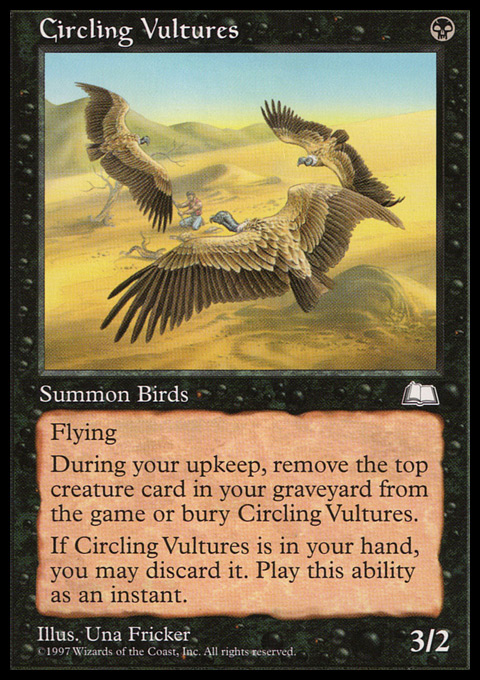 Circling Vultures
Summon Birds
Flying
During your upkeep, remove the top
creature card in your graveyard from
the game or bury Circling Vultures.
If Circling Vultures is in your hand,
you may discard it. Play this ability
as an instant.
Illus. Una Fricker
©1997 Wizards of the Coast, Inc. All rights reserved.
3/2